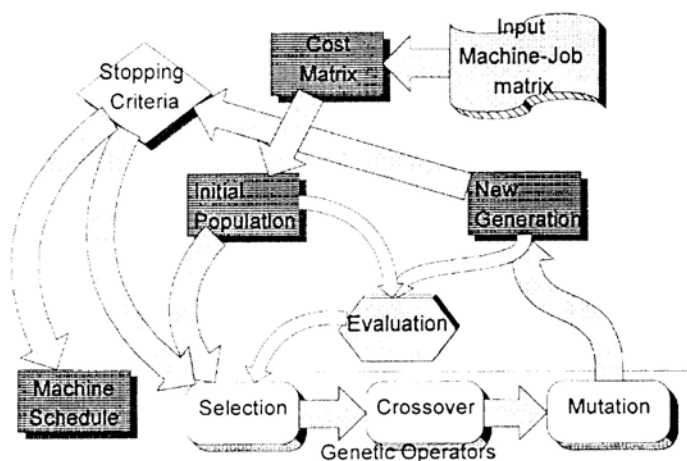 Input
Machine-Job
matrix
Cost
Matrix
Stopping
Criteria
Initial
Population
New
Generation
Evaluation
Machine
Schedule
Selection
Crossover
Mutation
Genetic Operators